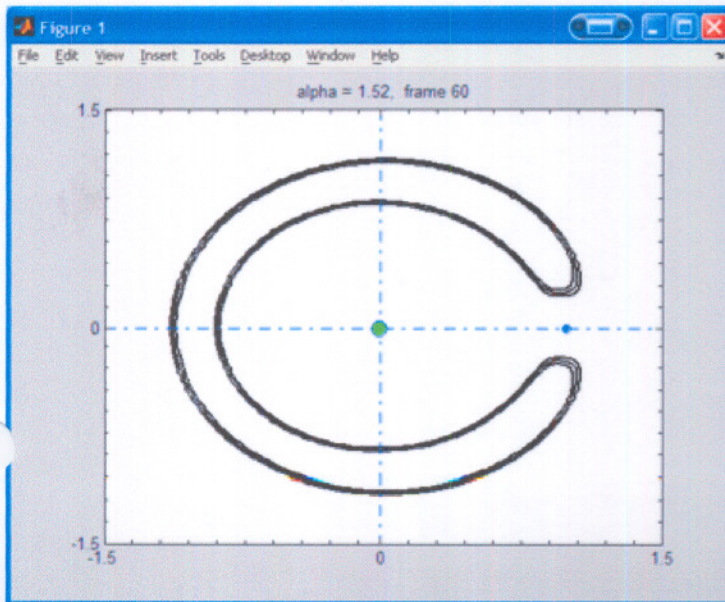 Figure 1
File Edit View Insert Tools Desktop Window Help
alpha = 1.52, frame 60
1.5
0
-1.5
-1.5 0 1.5